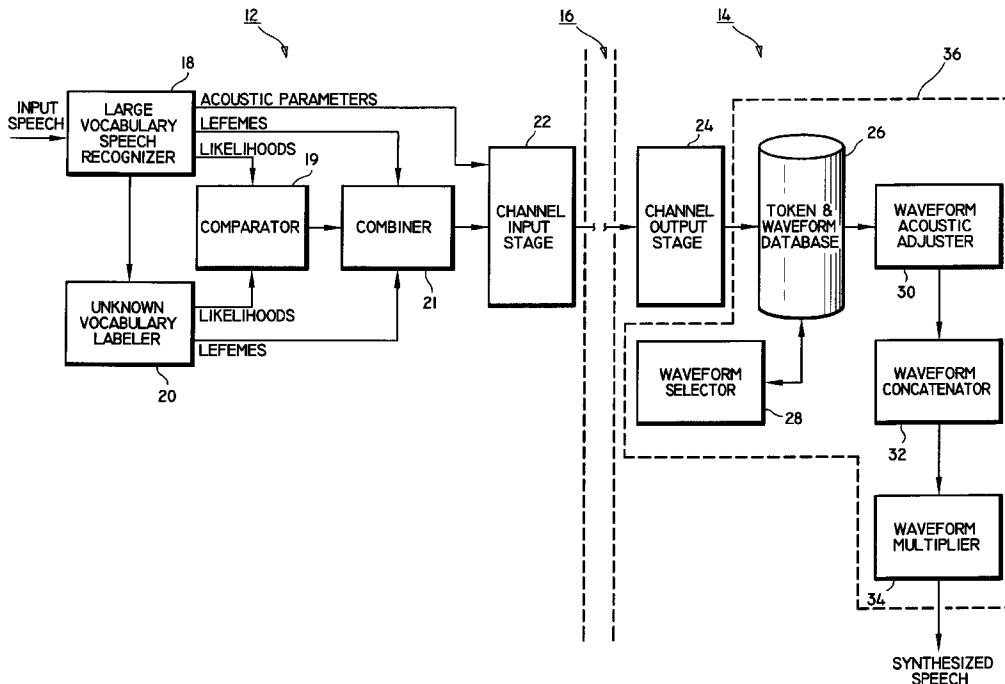 12
16
14
36
18
INPUT
SPEECH
LARGE
VOCABULARY
SPEECH
RECOGNIZER
ACOUSTIC PARAMETERS
LEFEMES
LIKELIHOODS
19
COMPARATOR
COMBINER
21
22
CHANNEL
INPUT
STAGE
24
CHANNEL
OUTPUT
STAGE
26
TOKEN &
WAVEFORM
DATABASE
WAVEFORM
ACOUSTIC
ADJUSTER
30
UNKNOWN
VOCABULARY
LABELER
LIKELIHOODS
LEFEMES
20
WAVEFORM
SELECTOR
28
WAVEFORM
CONCATENATOR
32
WAVEFORM
MULTIPLIER
34
SYNTHESIZED
SPEECH